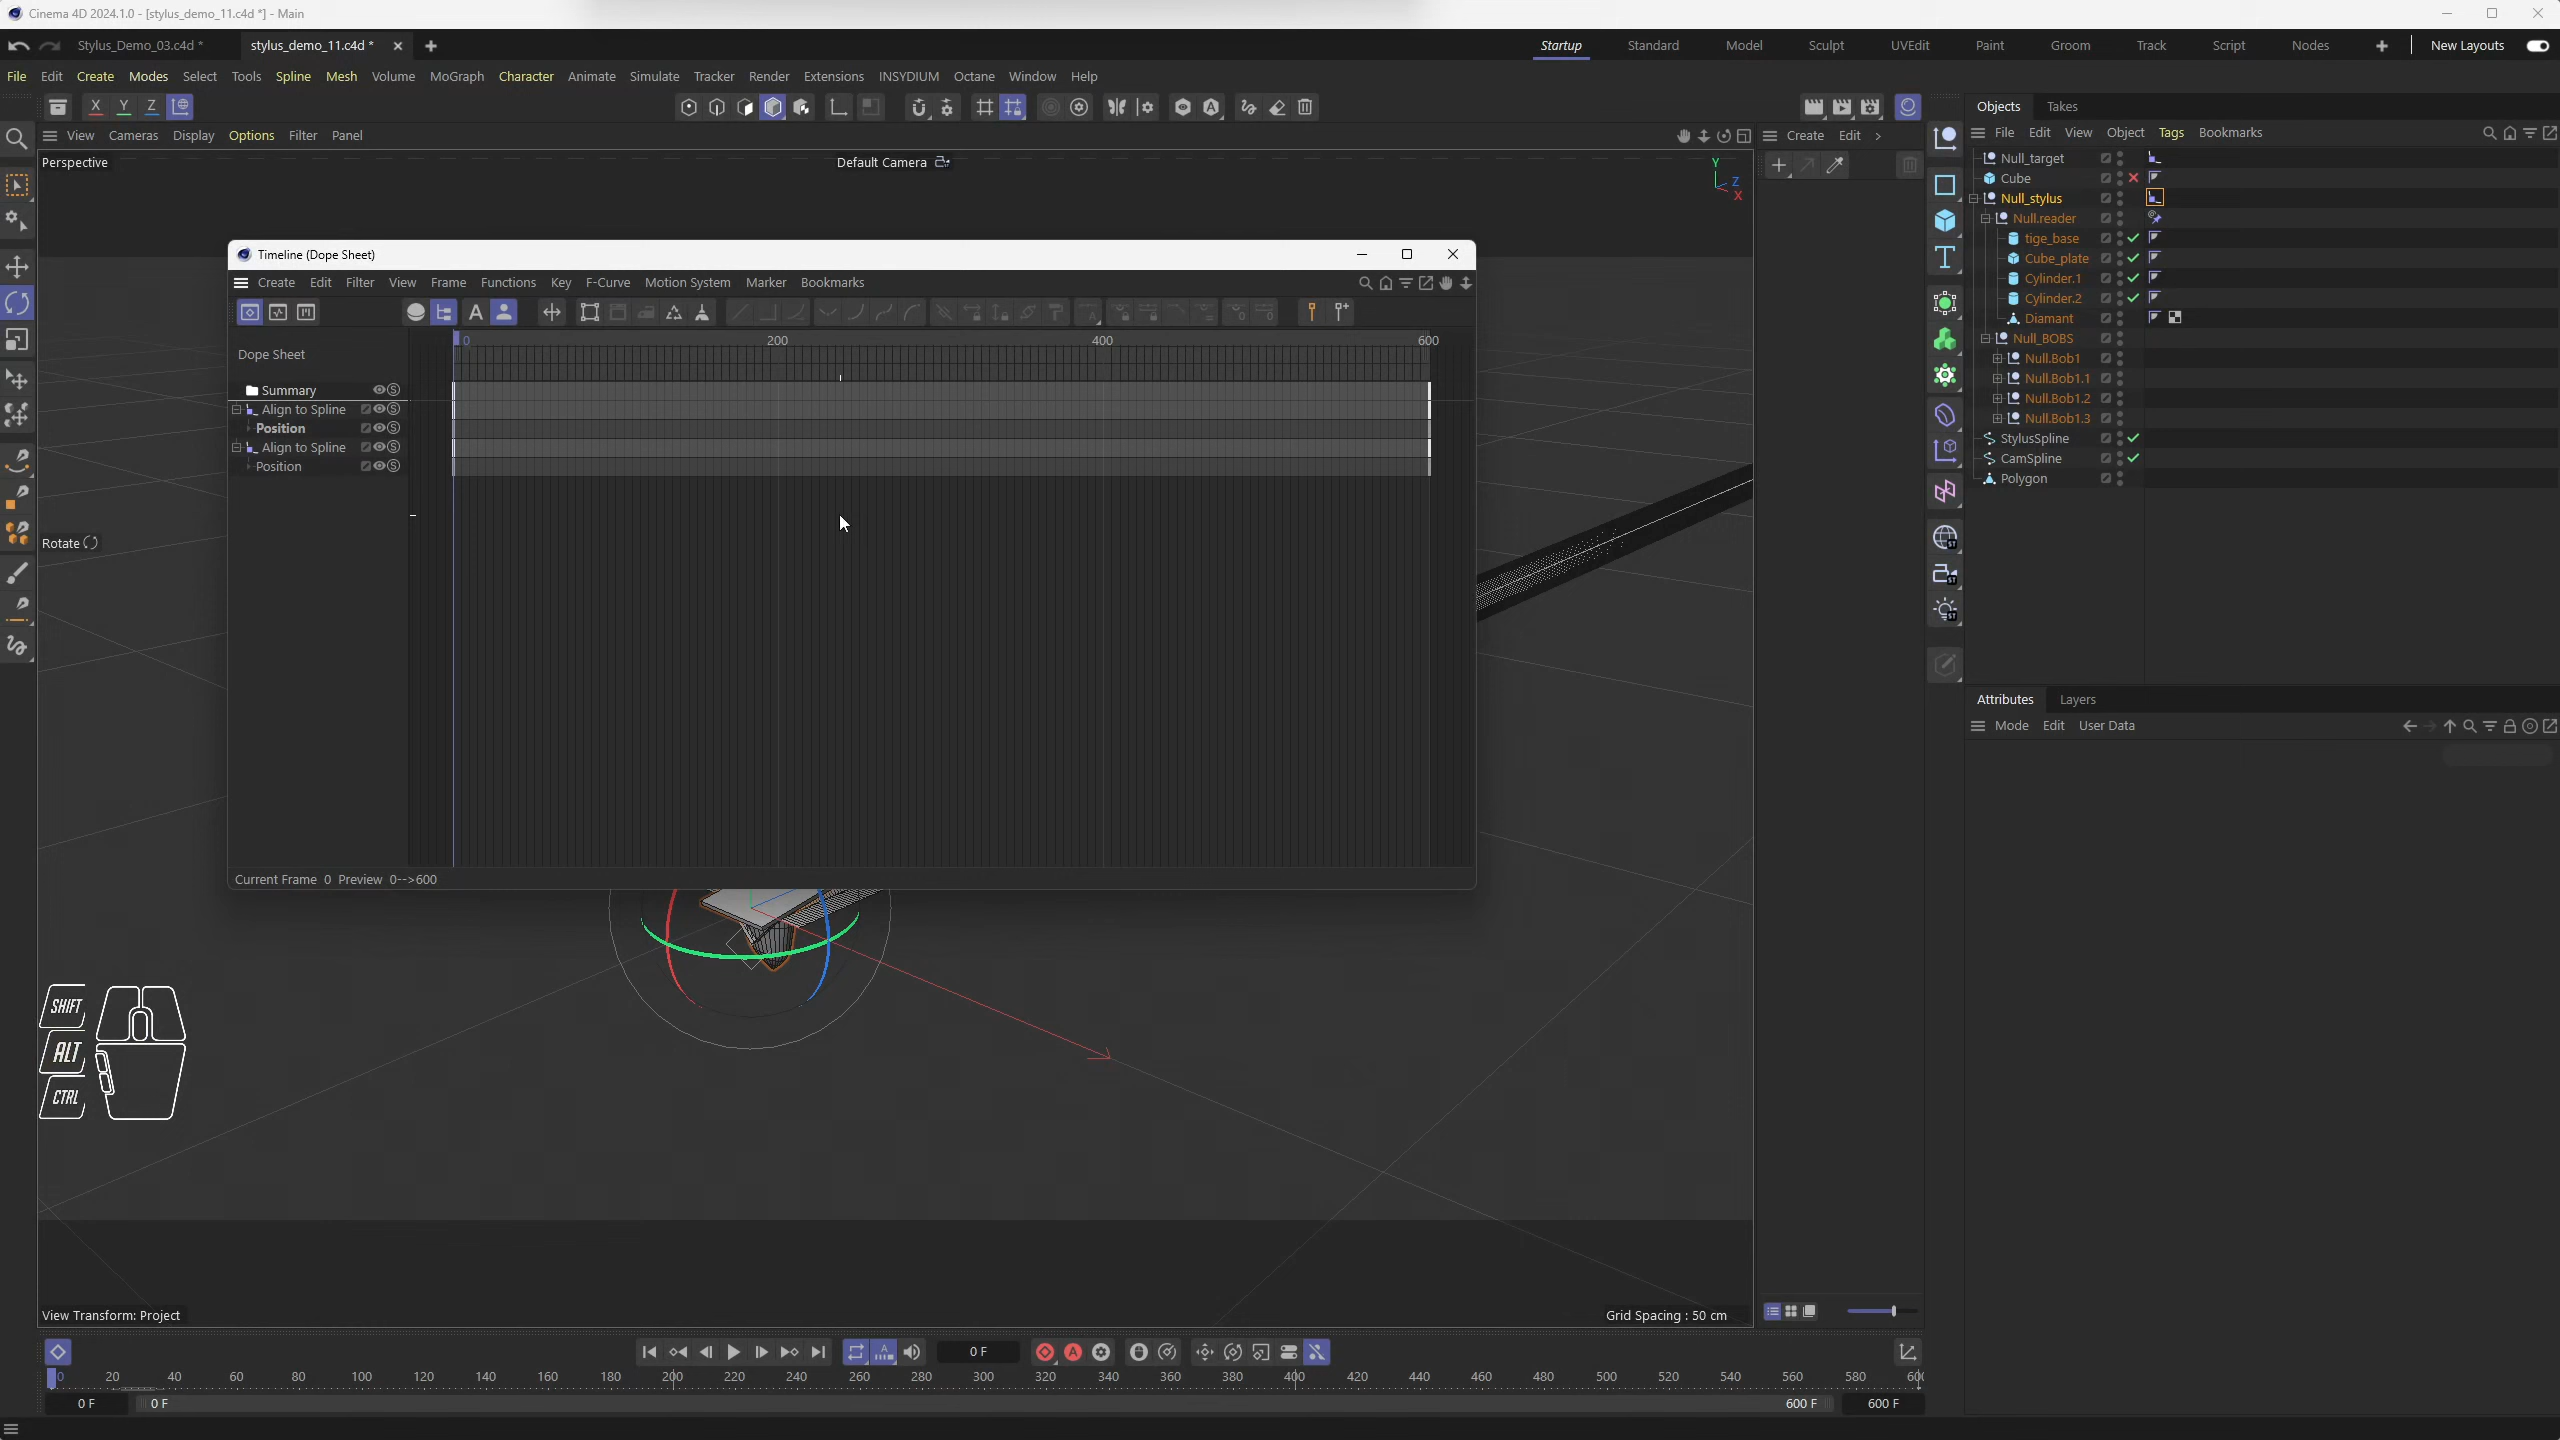 Cinema 4D 2024.1.0 - [stylus_demo_11.c4d *] - Main
Stylus_Demo_03.c4d *
stylus_demo_11.c4d *
Startup Standard Model Sculpt UVEdit Paint Groom Track Script Nodes New Layouts
File Edit Create Modes Select Tools Spline Mesh Volume MoGraph Character Animate Simulate Tracker Render Extensions INSYDIUM Octane Window Help
X Y Z
Objects Takes
View Cameras Display Options Filter Panel
Create Edit
File Edit View Object Tags Bookmarks
Perspective
Default Camera
Y
Z
X
Null_target
Cube
Null_stylus
Null.reader
tige_base
Cube_plate
Cylinder.1
Cylinder.2
Diamant
Null_BOBS
Null.Bob1
Null.Bob1.1
Null.Bob1.2
Null.Bob1.3
StylusSpline
CamSpline
Polygon
Timeline (Dope Sheet)
Create Edit Filter View Frame Functions Key F-Curve Motion System Marker Bookmarks
0 200 400 600
Dope Sheet
Summary
Align to Spline
Position
Align to Spline
Position
Current Frame 0 Preview 0-->600
Rotate
Attributes Layers
Mode Edit User Data
SHIFT
ALT
CTRL
View Transform: Project
Grid Spacing : 50 cm
0 F
0 20 40 60 80 100 120 140 160 180 200 220 240 260 280 300 320 340 360 380 400 420 440 460 480 500 520 540 560 580 60
0 F 0 F 600 F 600 F